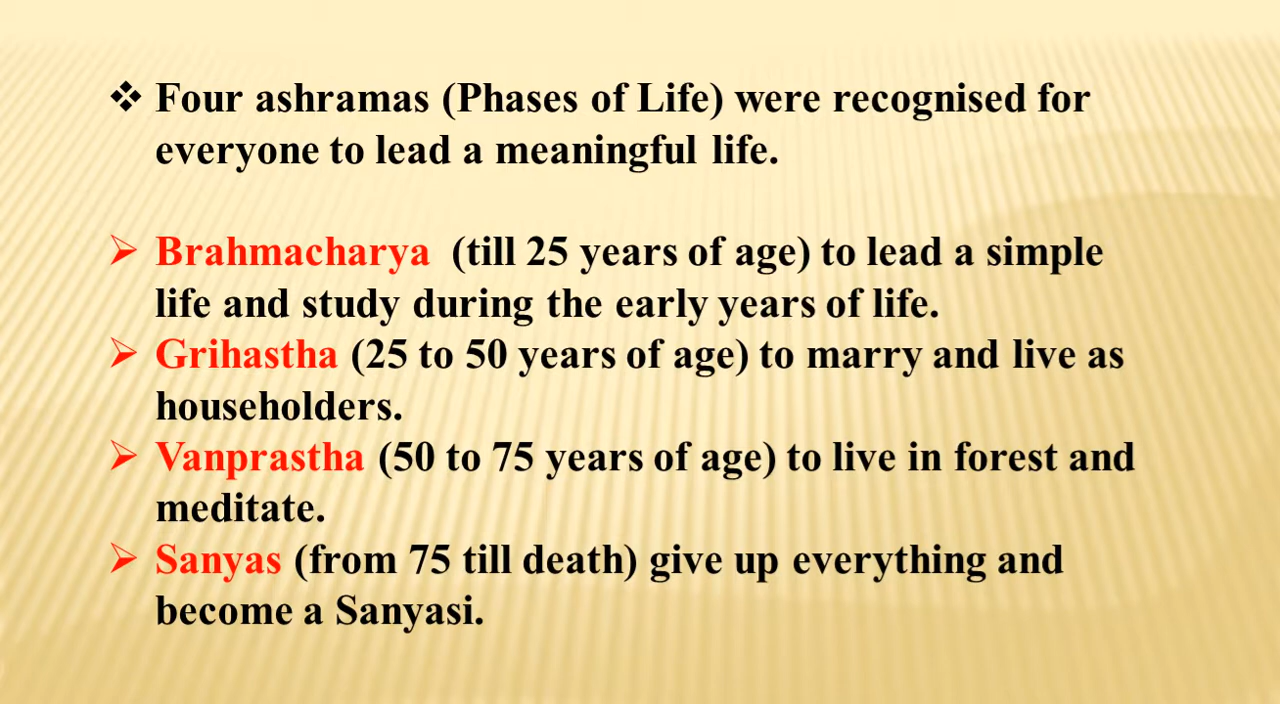 ❖ Four ashramas (Phases of Life) were recognised for
everyone to lead a meaningful life.
➢ Brahmacharya (till 25 years of age) to lead a simple
life and study during the early years of life.
➢ Grihastha (25 to 50 years of age) to marry and live as
householders.
➢ Vanprastha (50 to 75 years of age) to live in forest and
meditate.
➢ Sanyas (from 75 till death) give up everything and
become a Sanyasi.